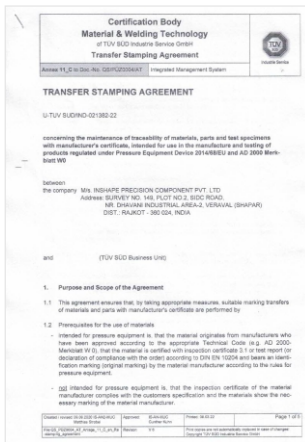 Certification Body
Material & Welding Technology
of TÜV SÜD Industrie Service GmbH
Transfer Stamping Agreement
Industrie Service
Integrated Management System
TRANSFER STAMPING AGREEMENT
U-TUV SUD/IND-021382-22
concerning the maintenance of traceability of materials, parts and test specimens
with manufacturer's certificate, intended for use in the manufacture and testing of
products regulated under Pressure Equipment Device 2014/68/EU and AD 2000 Merk-
blatt W0
between
the company M/s. INSHAPE PRECISION COMPONENT PVT. LTD
Address: SURVEY NO. 149, PLOT NO.2, SIDC ROAD,
NR. DHAVANI INDUSTRIAL AREA-2, VERAVAL (SHAPAR)
DIST.: RAJKOT - 360 024, INDIA
and (TÜV SÜD Business Unit)
1. Purpose and Scope of the Agreement
1.1 This agreement ensures that, by taking appropriate measures, suitable marking transfers
of materials and parts with manufacturer's certificate are performed by
1.2 Prerequisites for the use of materials
- intended for pressure equipment is, that the material originates from manufacturers who
have been approved according to the appropriate Technical Code (e.g. AD 2000-
Merkblatt W 0), that the material is certified with inspection certificate 3.1 or test report (or
declaration of compliance with the order) according to DIN EN 10204 and bears an identi-
fication marking (original marking) by the material manufacturer according to the rules for
pressure equipment.
- not intended for pressure equipment is, that the inspection certificate of the material
manufacturer complies with the customers specification and the materials show the nec-
essary marking of the material manufacturer.
Page 1 of